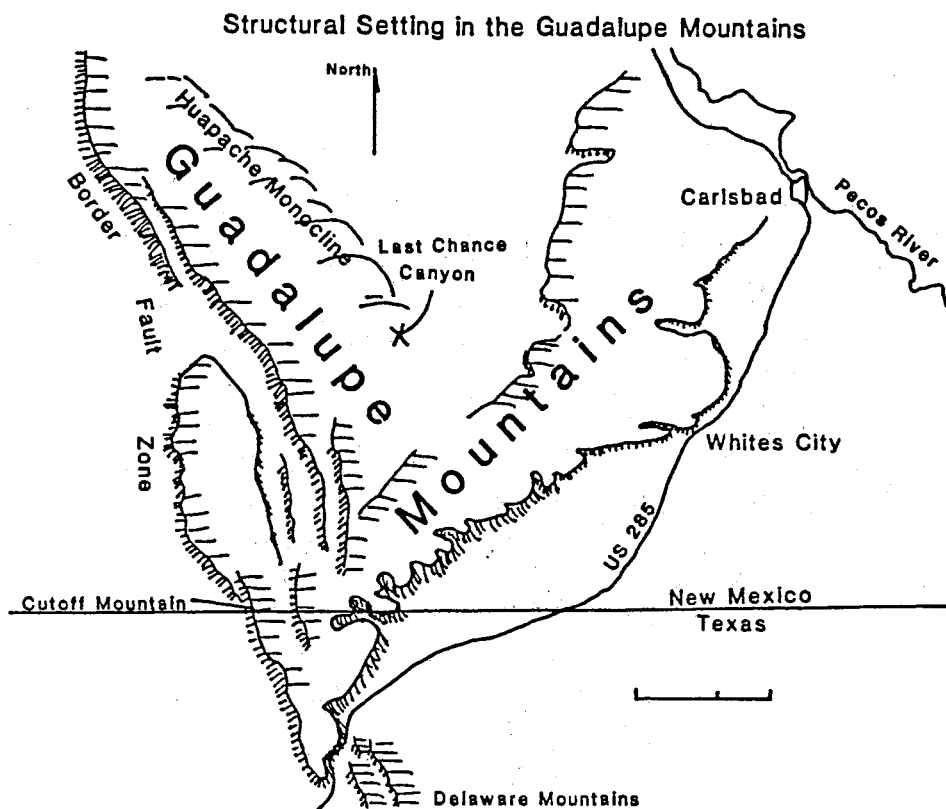 Structural Setting in the Guadalupe Mountains
North
Huapache Monocline
Guadalupe
Border
Fault
Zone
Last Chance
Canyon
Carlsbad
Pecos River
Mountains
Whites City
US 285
Cutoff Mountain
New Mexico
Texas
Delaware Mountains